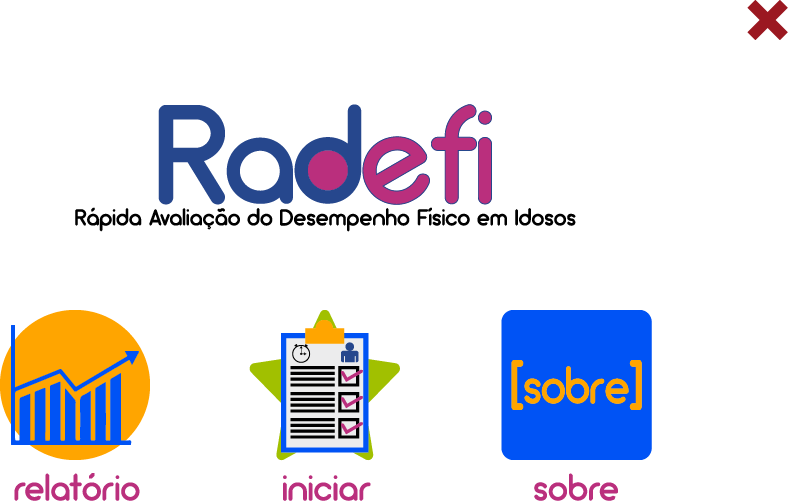 Radefi
Rápida Avaliação do Desempenho Físico em Idosos
[sobre]
relatório
iniciar
sobre